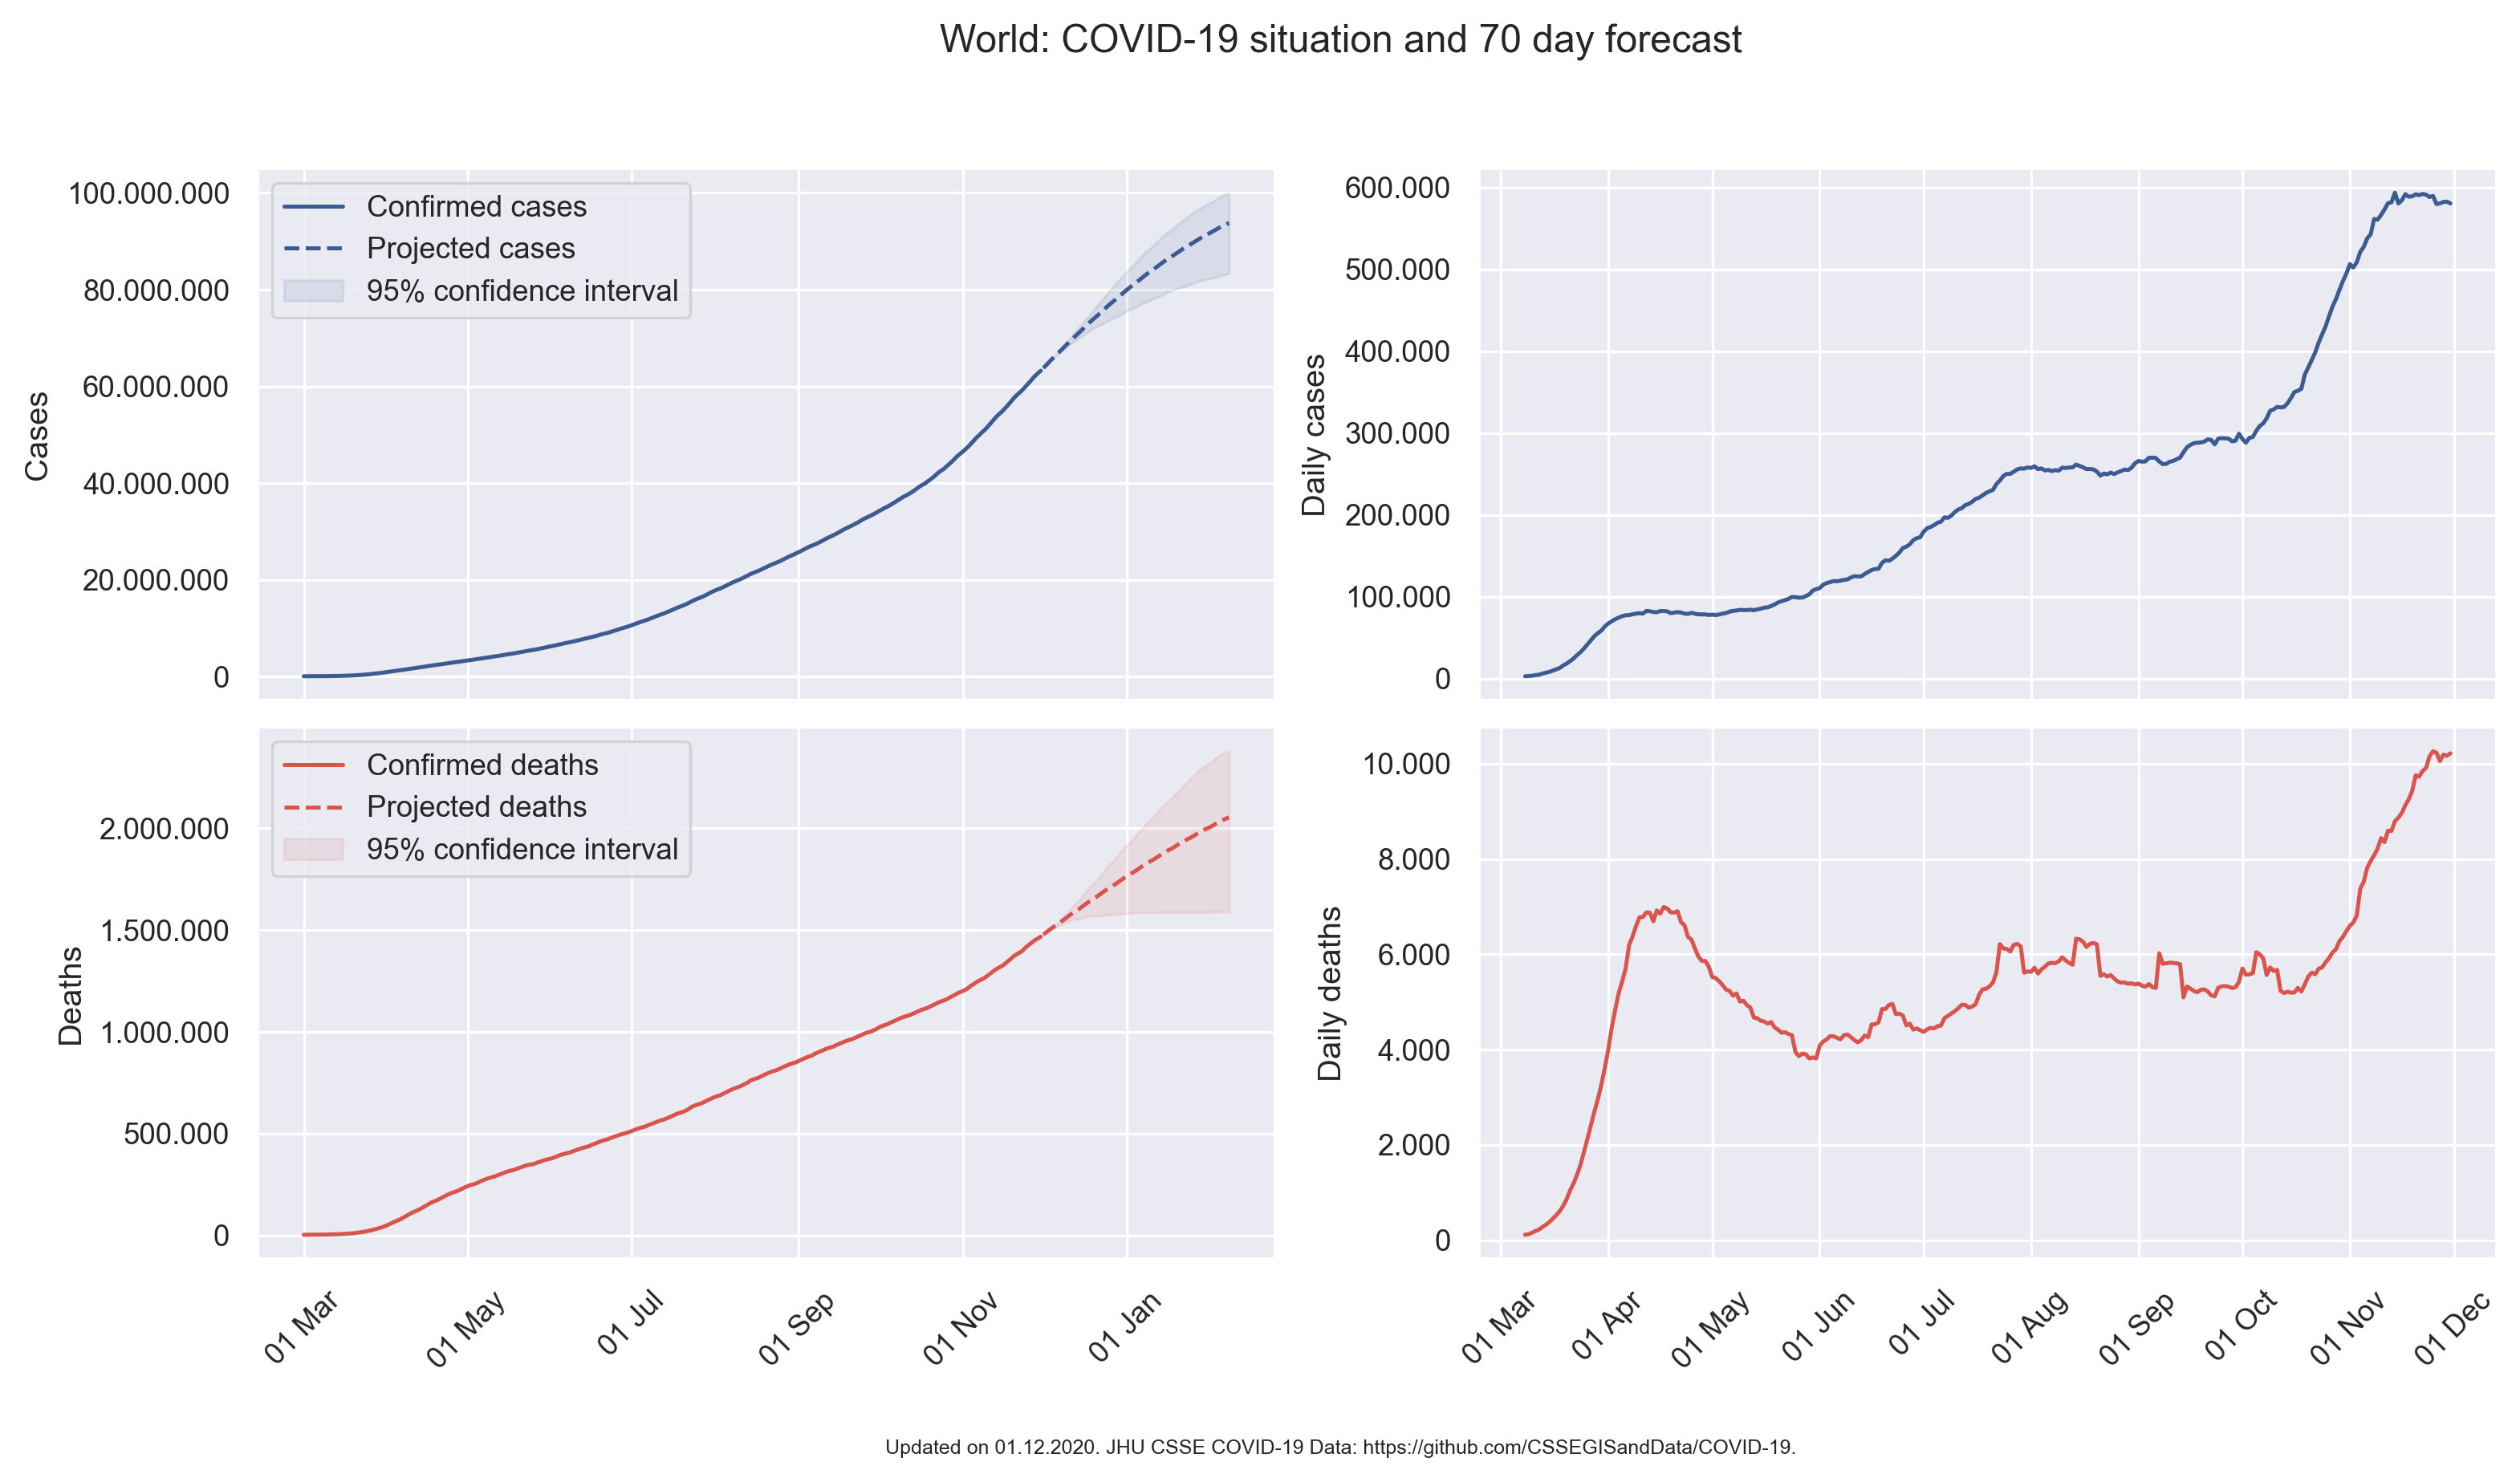 World: COVID-19 situation and 70 day forecast
100.000.000
80.000.000
60.000.000
40.000.000
20.000.000
0
Cases
Confirmed cases
Projected cases
95% confidence interval
600.000
500.000
400.000
300.000
200.000
100.000
0
Daily cases
2.000.000
1.500.000
1.000.000
500.000
0
Deaths
Confirmed deaths
Projected deaths
95% confidence interval
01 Mar
01 May
01 Jul
01 Sep
01 Nov
01 Jan
10.000
8.000
6.000
4.000
2.000
0
Daily deaths
01 Mar
01 Apr
01 May
01 Jun
01 Jul
01 Aug
01 Sep
01 Oct
01 Nov
01 Dec
Updated on 01.12.2020. JHU CSSE COVID-19 Data: https://github.com/CSSEGISandData/COVID-19.